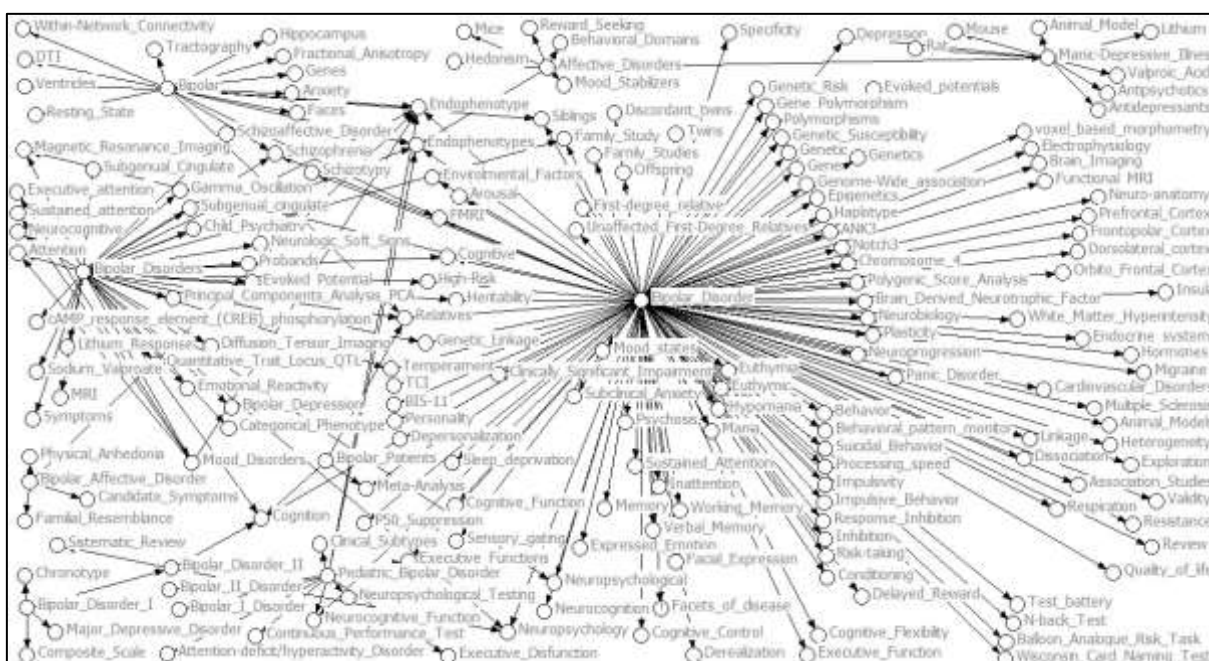 Within-Network_Connectivity
DTI
Ventricles
Resting_State
Tractography
Bipolar
Hippocampus
Fractional_Anisotropy
Genes
Anxiety
Faces
Mice
Hedonism
Reward_Seeking
Behavioral_Domains
Affective_Disorders
Mood_Stabilizers
Specificity
Depression
Rat
Mouse
Animal_Model
Lithium
Manic-Depressive_Illness
Valproic_Acid
Antipsychotics
Antidepressants
Endophenotype
Endophenotypes
Siblings
Discordant_twins
Twins
Family_Study
Family_Studies
Offspring
First-degree_relative
Unaffected_First-Degree_Relatives
Genetic_Risk
Evoked_potentials
Gene_Polymorphism
Polymorphisms
Genetic_Susceptibility
Genetic
Genetics
Gene
Genome-Wide_association
Epigenetics
Haplotype
ANK3
Notch3
Chromosome_4
Polygenic_Score_Analysis
Brain_Derived_Neurotrophic_Factor
Neurobiology
Plasticity
Neuroprogression
Panic_Disorder
voxel_based_morphometry
Electrophysiology
Brain_Imaging
Functional_MRI
Neuro-anatomy
Prefrontal_Cortex
Frontopolar_Cortex
Dorsolateral_cortex
Orbito_Frontal_Cortex
Insula
White_Matter_Hyperintensity
Endocrine_system
Hormones
Migraine
Cardiovascular_Disorders
Multiple_Sclerosis
Animal_Models
Heterogeneity
Exploration
Linkage
Dissociation
Association_Studies
Validity
Respiration
Resistance
Review
Quality_of_life
Schizoaffective_Disorder
Schizophrenia
Schizotypy
Magnetic_Resonance_Imaging
Subgenual_Cingulate
Gamma_Oscillation
Subgenual_cingulate
Child_Psychiatry
Enviromental_Factors
Arousal
FMRI
Executive_attention
Sustained_attention
Neurocognitive
Attention
Bipolar_Disorders
Neurologic_Soft_Signs
Probands
Evoked_Potential
Cognitive
High-Risk
Heritability
Principal_Components_Analysis_PCA
Relatives
cAMP_response_element_(CREB)_phosphorylation
Genetic_Linkage
Lithium_Responses
Diffusion_Tensor_Imaging
Quantitative_Trait_Locus_QTL
Sodium_Valproate
MRI
Symptoms
Emotional_Reactivity
Bipolar_Depression
Categorical_Phenotype
Mood_Disorders
Temperament
TCI
BIS-11
Personality
Depersonalization
Bipolar_Patients
Meta-Analysis
Sleep_deprivation
Bipolar_Disorder
Mood_states
Clinically_Significant_Impairment
Subclinical_Anxiety
Psychosis
Euthymia
Euthymic
Hypomania
Mania
Behavior
Behavioral_pattern_monitor
Suicidal_Behavior
Processing_speed
Impulsivity
Impulsive_Behavior
Response_Inhibition
Inhibition
Risk-taking
Conditioning
Delayed_Reward
Sustained_Attention
Inattention
Memory
Working_Memory
Verbal_Memory
Expressed_Emotion
Facial_Expression
Cognitive_Function
P50_Suppression
Sensory_gating
Executive_Functions
Physical_Anhedonia
Bipolar_Affective_Disorder
Candidate_Symptoms
Familial_Resemblance
Cognition
Satematic_Review
Bipolar_Disorder_II
Chronotype
Bipolar_Disorder_I
Major_Depressive_Disorder
Composite_Scale
Clinical_Subtypes
Pediatric_Bipolar_Disorder
Bipolar_II_Disorder
Bipolar_I_Disorder
Neuropsychological_Testing
Neurocognitive_Function
Continuous_Performance_Test
Attention-deficit/hyperactivity_Disorder
Executive_Disfunction
Neuropsychology
Neuropsychological
Neurocognition
Facets_of_disease
Cognitive_Control
Derealization
Cognitive_Flexibility
Executive_Function
Test_battery
N-back_Test
Balloon_Analogue_Risk_Task
Wisconsin_Card_Naming_Test